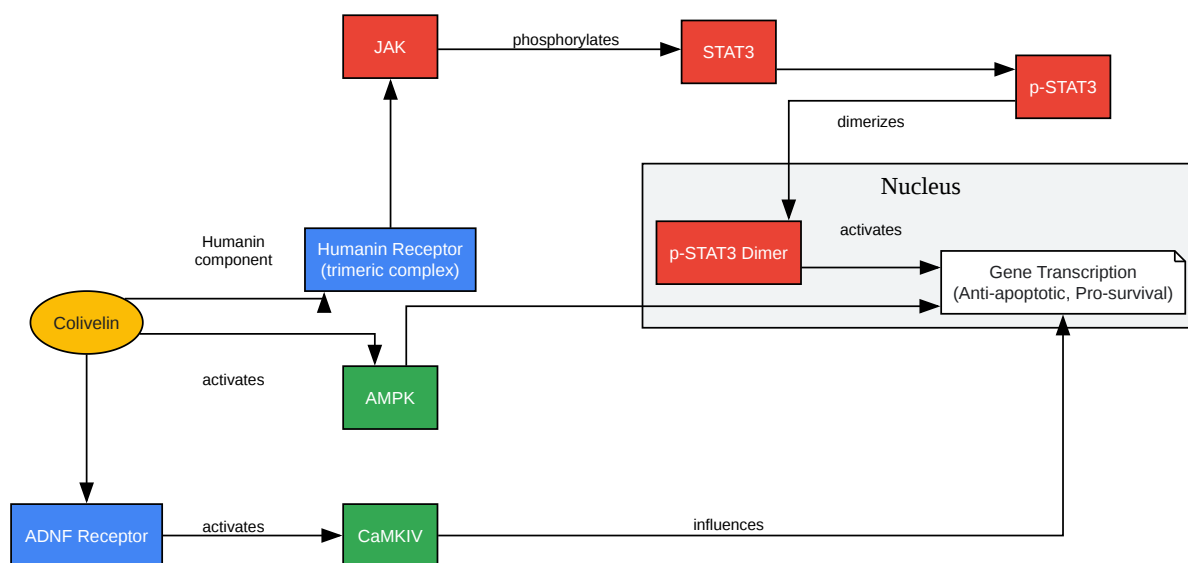 JAK
phosphorylates
STAT3
p-STAT3
dimerizes
Nucleus
Humanin
component
Humanin Receptor
(trimeric complex)
p-STAT3 Dimer
activates
Gene Transcription
(Anti-apoptotic, Pro-survival)
Colivelin
activates
AMPK
ADNF Receptor
activates
CaMKIV
influences